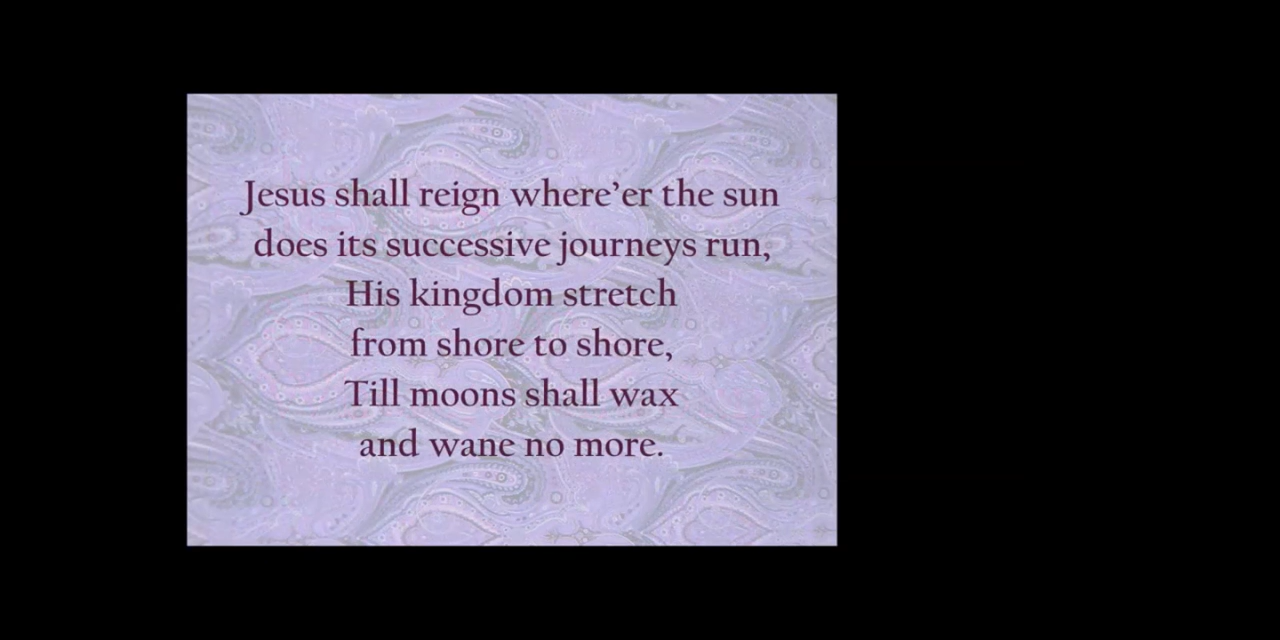 Jesus shall reign where’er the sun
does its successive journeys run,
His kingdom stretch
from shore to shore,
Till moons shall wax
and wane no more.